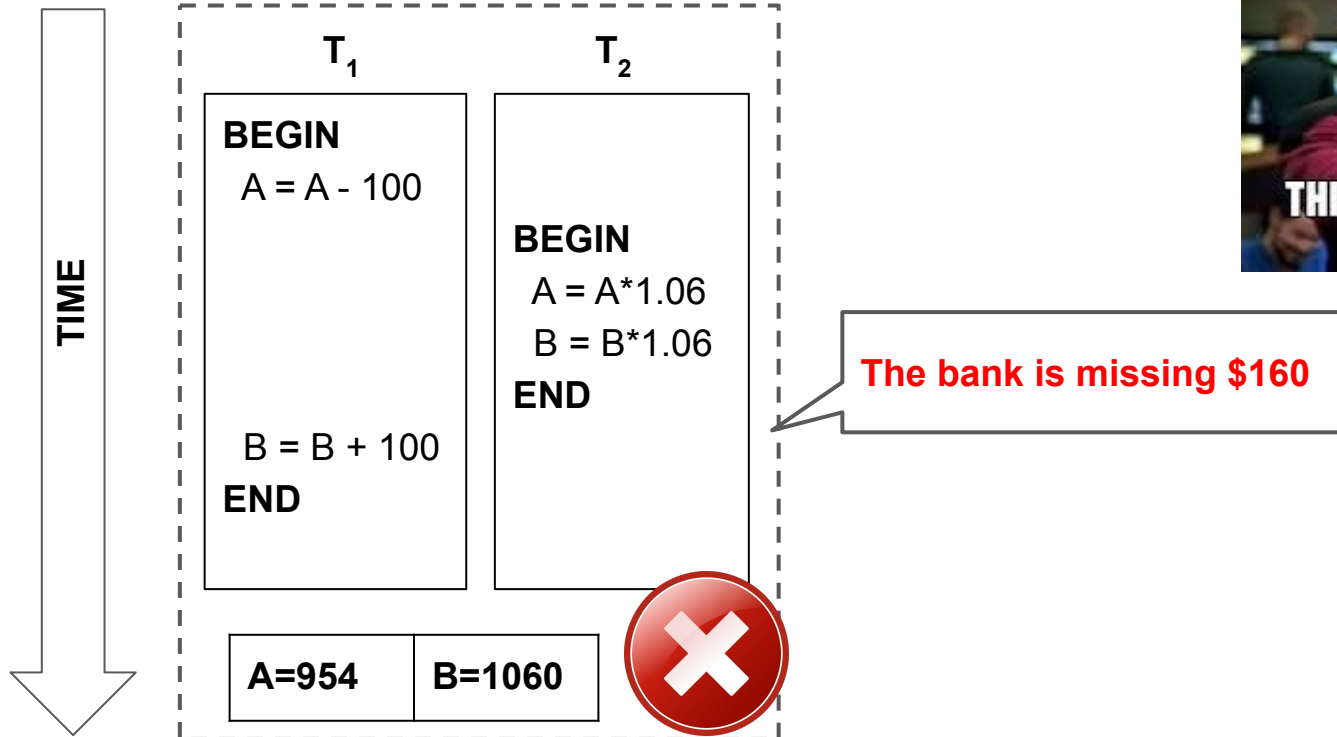 T1
T2
BEGIN
A = A - 100
BEGIN
A = A*1.06
B = B*1.06
END
B = B + 100
END
A=954
B=1060
TIME
The bank is missing $160